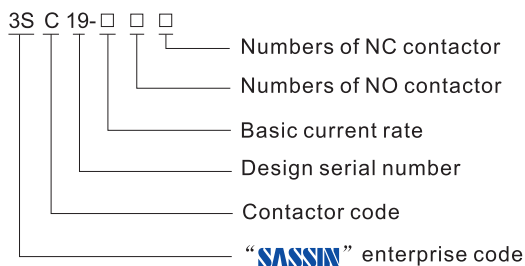 3S C 19-□ □ □
Numbers of NC contactor
Numbers of NO contactor
Basic current rate
Design serial number
Contactor code
“SASSIN” enterprise code